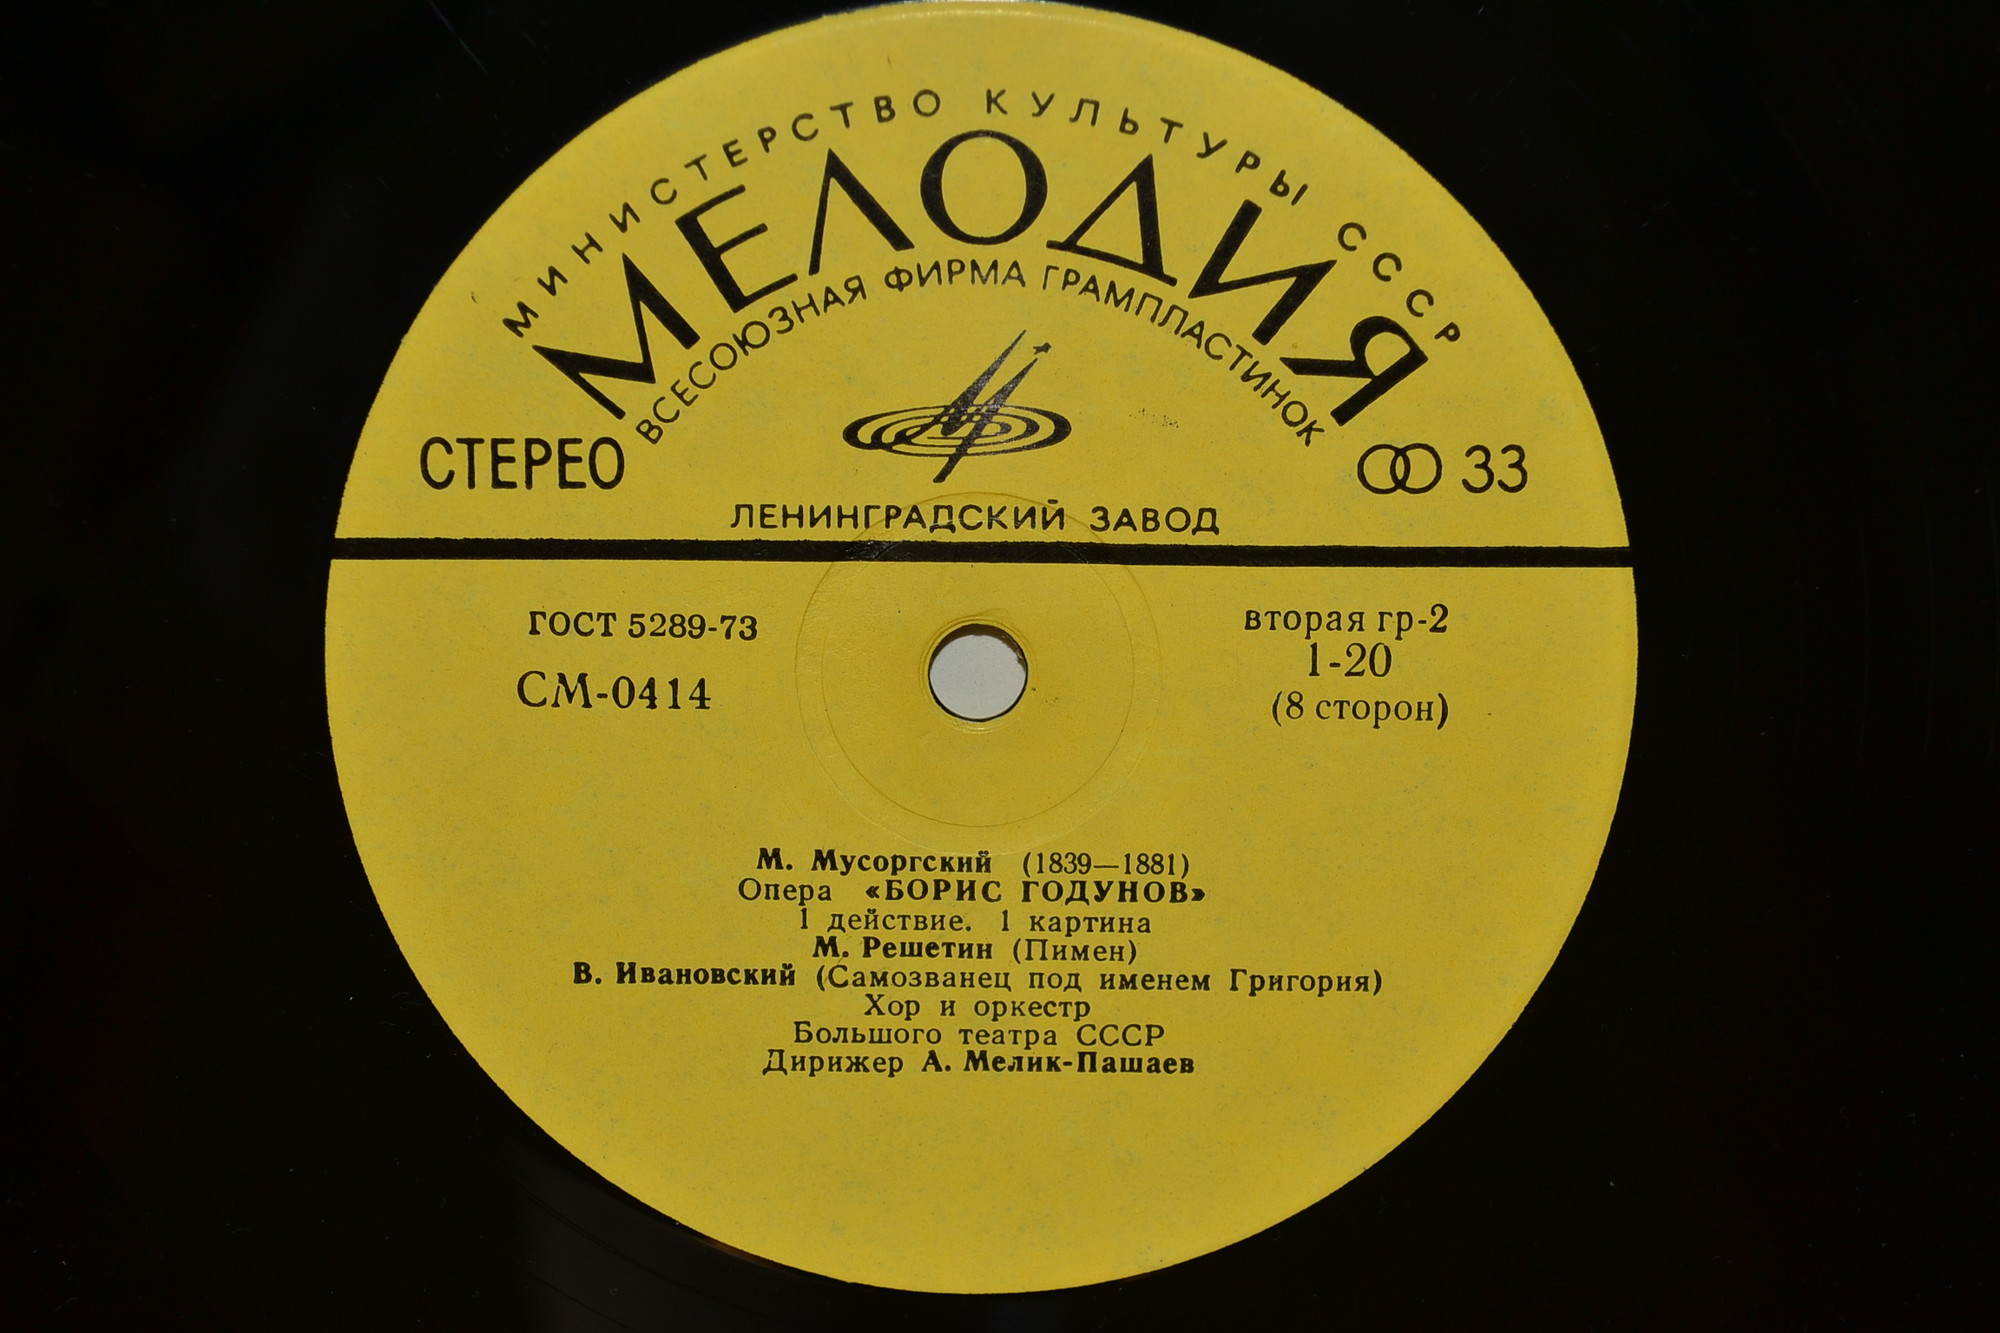 МИНИСТЕРСТВО КУЛЬТУРЫ СССР
МЕЛОДИЯ
ВСЕСОЮЗНАЯ ФИРМА ГРАМПЛАСТИНОК
СТЕРЕО
33
ЛЕНИНГРАДСКИЙ ЗАВОД
ГОСТ 5289-73
вторая гр-2
СМ-0414
1-20
(8 сторон)
М. Мусоргский (1839—1881)
Опера «БОРИС ГОДУНОВ»
1 действие. 1 картина
М. Решетин (Пимен)
В. Ивановский (Самозванец под именем Григория)
Хор и оркестр
Большого театра СССР
Дирижер А. Мелик-Пашаев